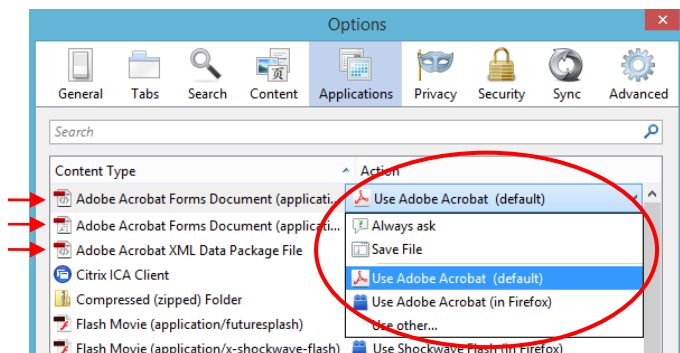 Options
General Tabs Search Content Applications Privacy Security Sync Advanced
Search
Content Type Action
Adobe Acrobat Forms Document (applicati... Use Adobe Acrobat (default)
Adobe Acrobat Forms Document (applicati... Always ask
Adobe Acrobat XML Data Package File Save File
Citrix ICA Client Use Adobe Acrobat (default)
Compressed (zipped) Folder Use Adobe Acrobat (in Firefox)
Flash Movie (application/futuresplash) Use other...
Flash Movie (application/x-shockwave-flash) Use Shockwave Flash (in Firefox)